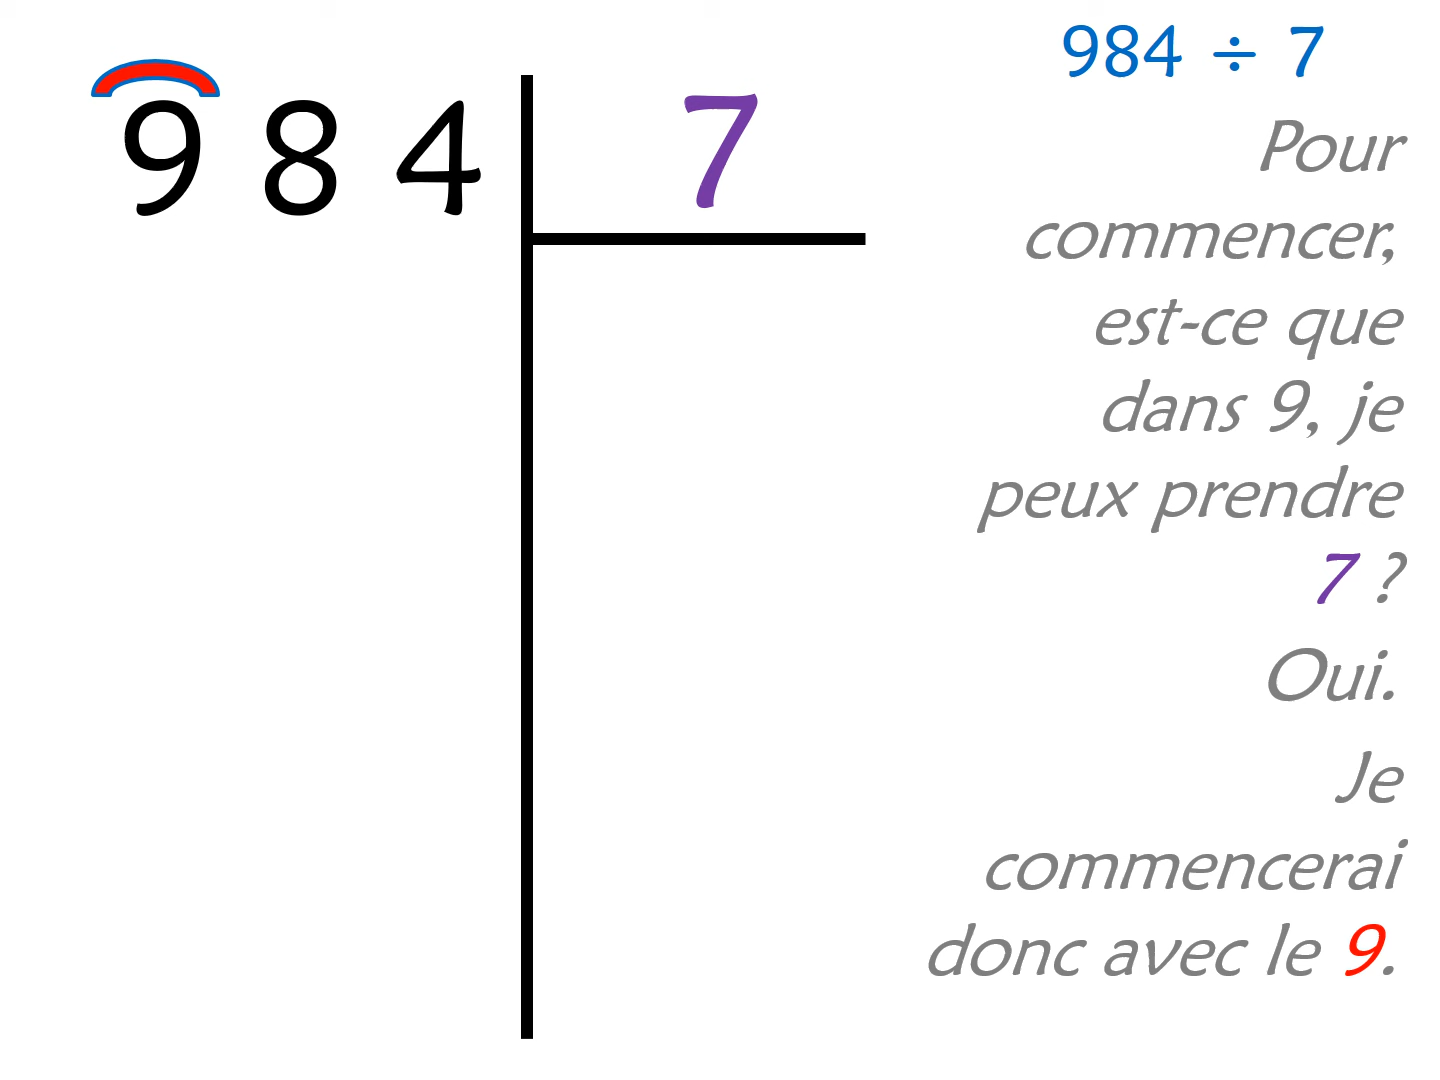 984 ÷ 7
9 8 4 7
Pour
commencer,
est-ce que
dans 9, je
peux prendre
7 ?
Oui.
Je
commencerai
donc avec le 9.